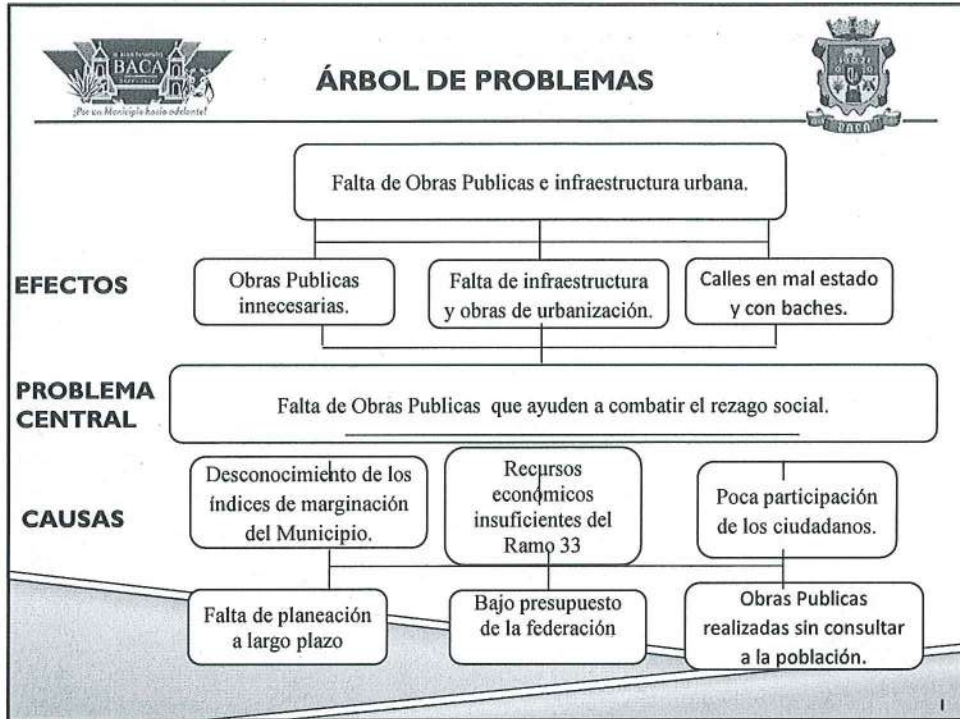 H. AYUNTAMIENTO
BACA
¡Por un Municipio hacia adelante!
ÁRBOL DE PROBLEMAS
BACA
Falta de Obras Publicas e infraestructura urbana.
EFECTOS
Obras Publicas
innecesarias.
Falta de infraestructura
y obras de urbanización.
Calles en mal estado
y con baches.
PROBLEMA
CENTRAL
Falta de Obras Publicas que ayuden a combatir el rezago social.
CAUSAS
Desconocimiento de los
índices de marginación
del Municipio.
Recursos
económicos
insuficientes del
Ramo 33
Poca participación
de los ciudadanos.
Falta de planeación
a largo plazo
Bajo presupuesto
de la federación
Obras Publicas
realizadas sin consultar
a la población.
1